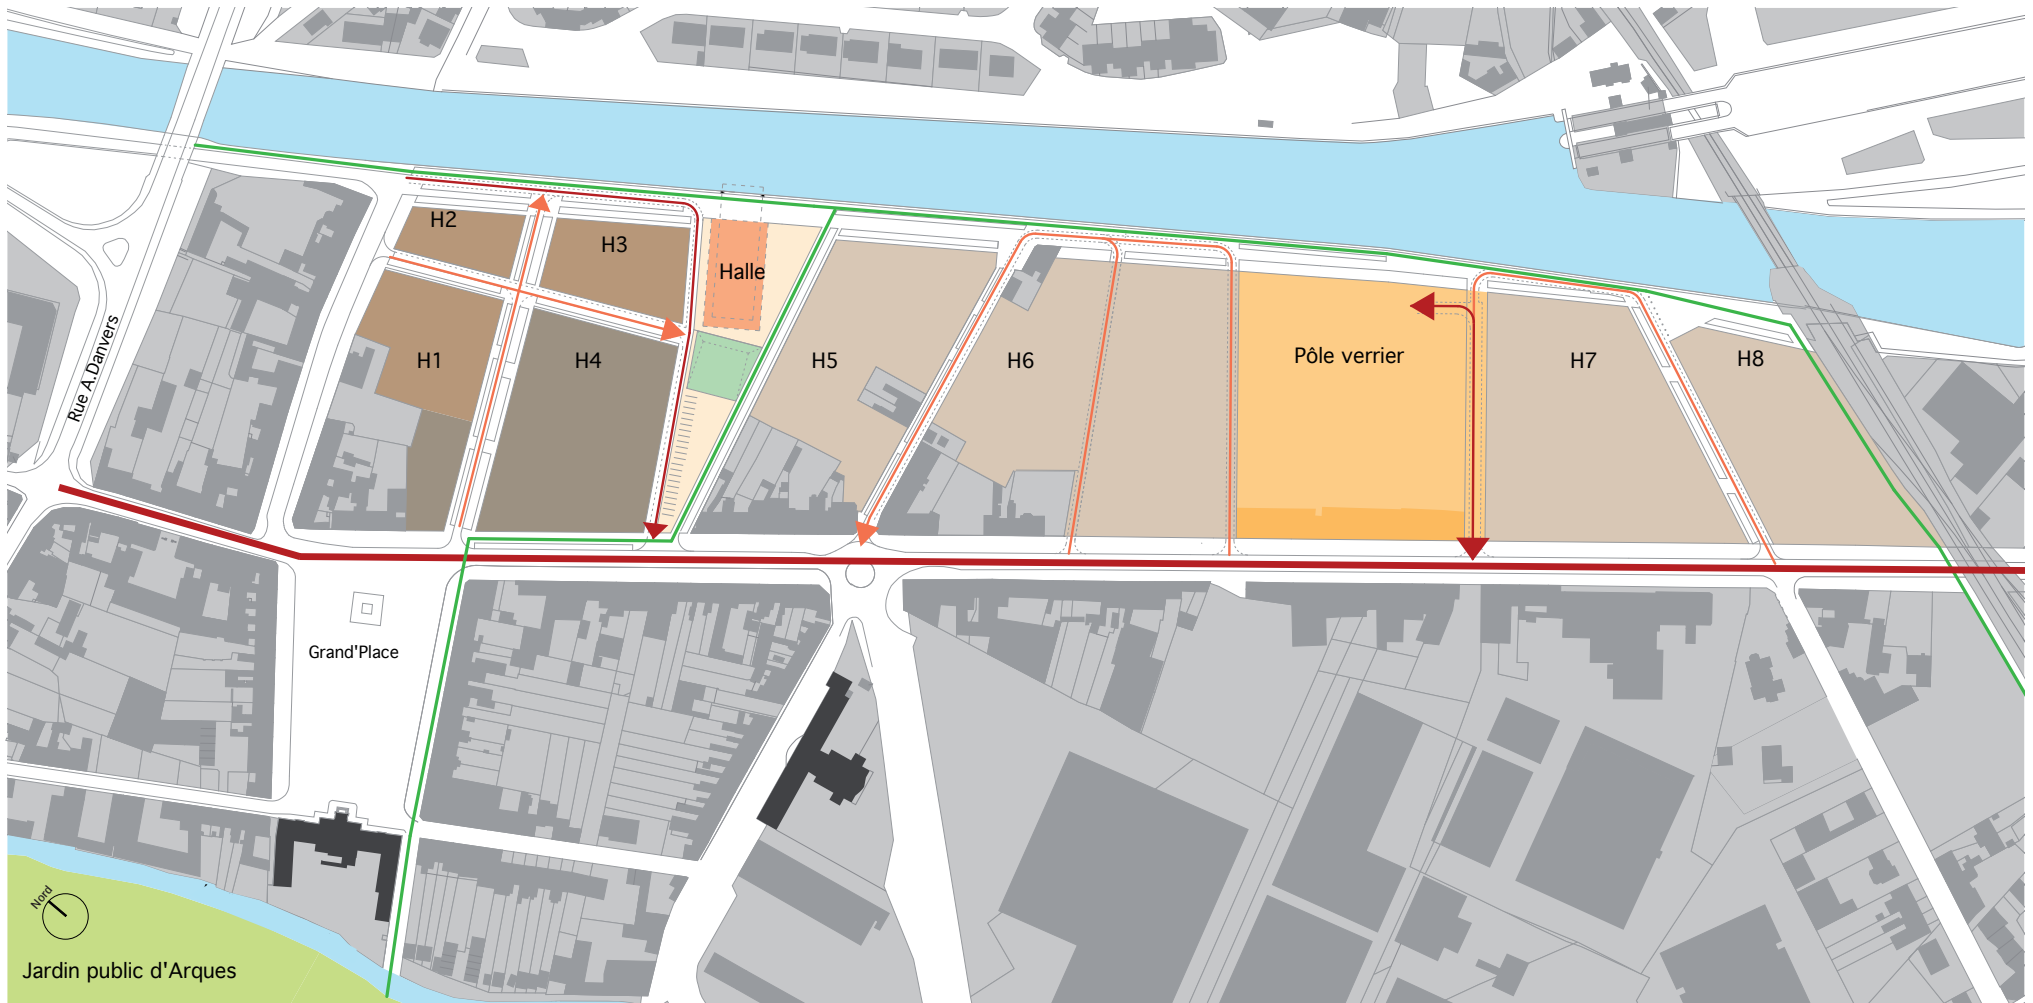 H2
H3
Halle
Rue A.Danvers
H1
H4
H5
H6
Pôle verrier
H7
H8
Grand'Place
Nord
Jardin public d'Arques